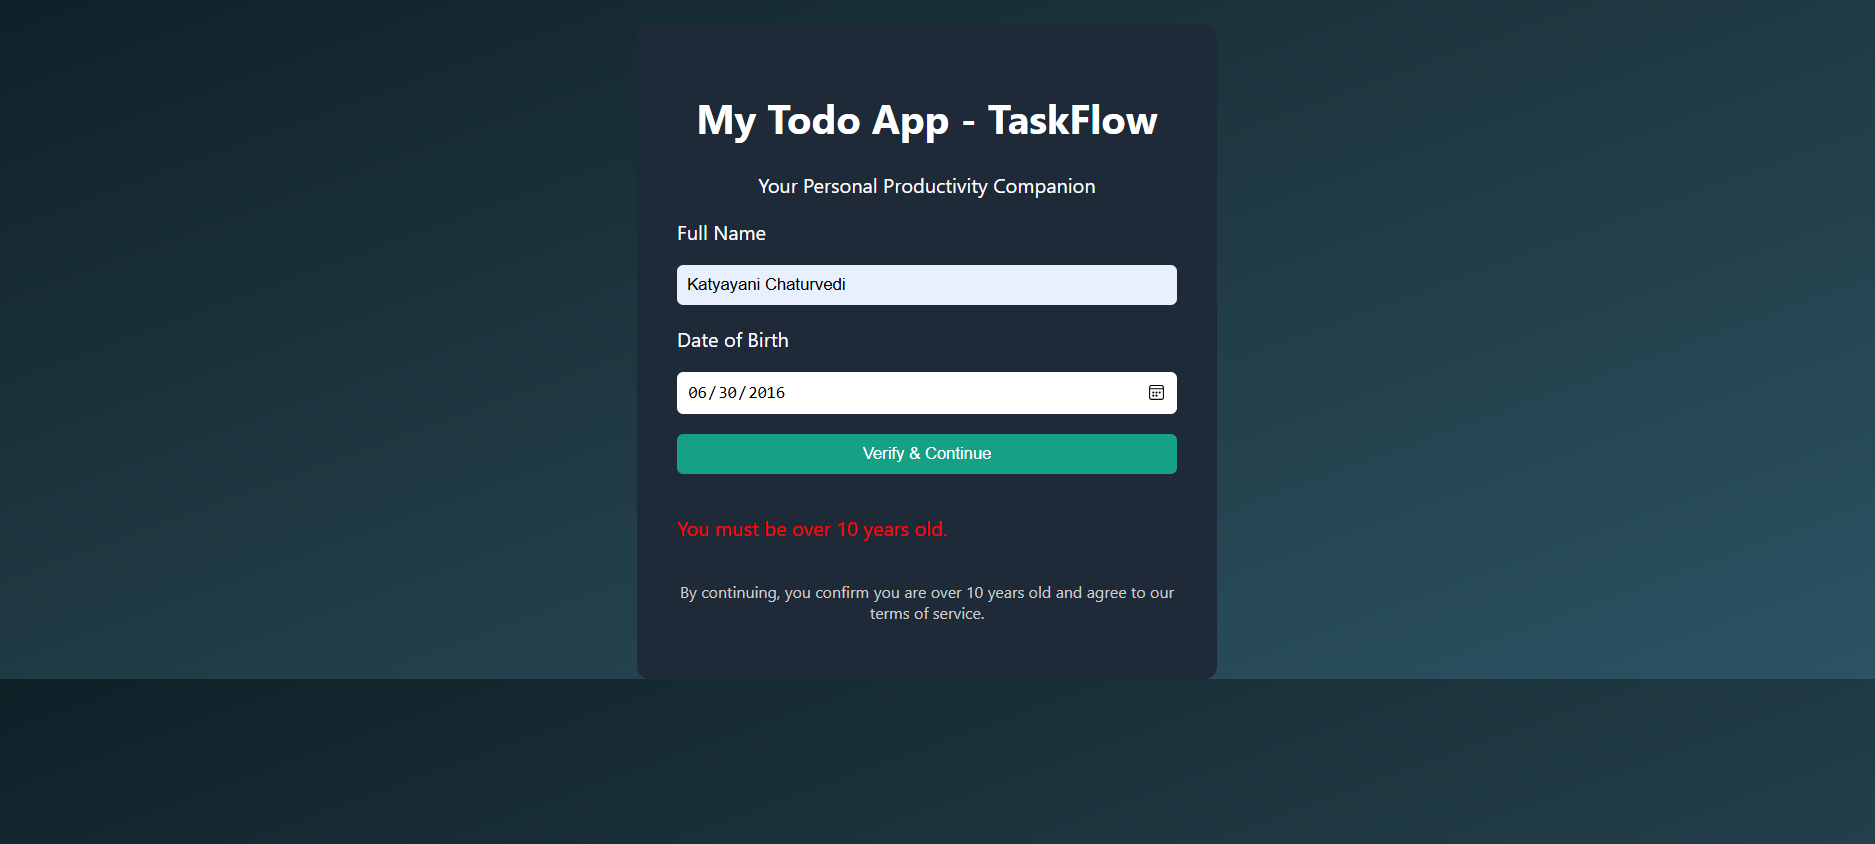 My Todo App - TaskFlow
Your Personal Productivity Companion
Full Name
Katyayani Chaturvedi
Date of Birth
06/30/2016
Verify & Continue
You must be over 10 years old.
By continuing, you confirm you are over 10 years old and agree to our
terms of service.